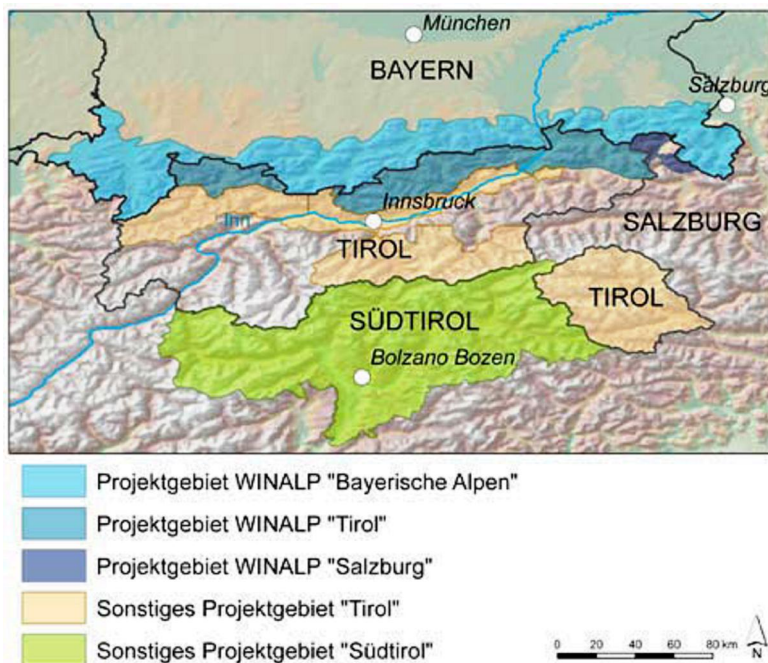 München
BAYERN
Salzburg
Innsbruck
Inn
SALZBURG
TIROL
TIROL
SÜDTIROL
Bolzano Bozen
Projektgebiet WINALP "Bayerische Alpen"
Projektgebiet WINALP "Tirol"
Projektgebiet WINALP "Salzburg"
Sonstiges Projektgebiet "Tirol"
Sonstiges Projektgebiet "Südtirol"
0 20 40 60 80 km
N